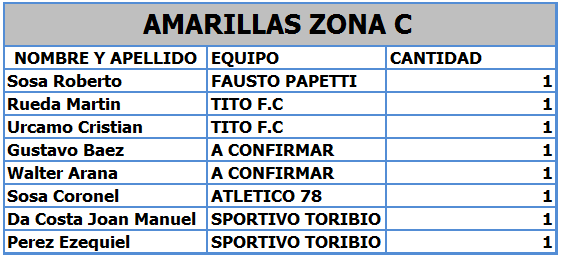 AMARILLAS ZONA C
NOMBRE Y APELLIDO EQUIPO CANTIDAD
Sosa Roberto FAUSTO PAPETTI 1
Rueda Martin TITO F.C 1
Urcamo Cristian TITO F.C 1
Gustavo Baez A CONFIRMAR 1
Walter Arana A CONFIRMAR 1
Sosa Coronel ATLETICO 78 1
Da Costa Joan Manuel SPORTIVO TORIBIO 1
Perez Ezequiel SPORTIVO TORIBIO 1